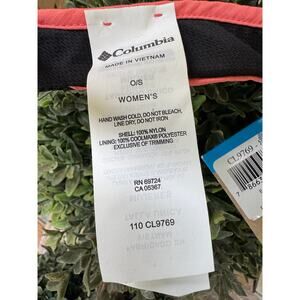 Columbia
MADE IN VIETNAM
O/S
WOMEN'S
HAND WASH COLD, DO NOT BLEACH,
LINE DRY, DO NOT IRON
SHELL: 100% NYLON
LINING: 100% COOLMAX® POLYESTER
EXCLUSIVE OF TRIMMING
RN 69724
CA 05367
110 CL9769
CL9769